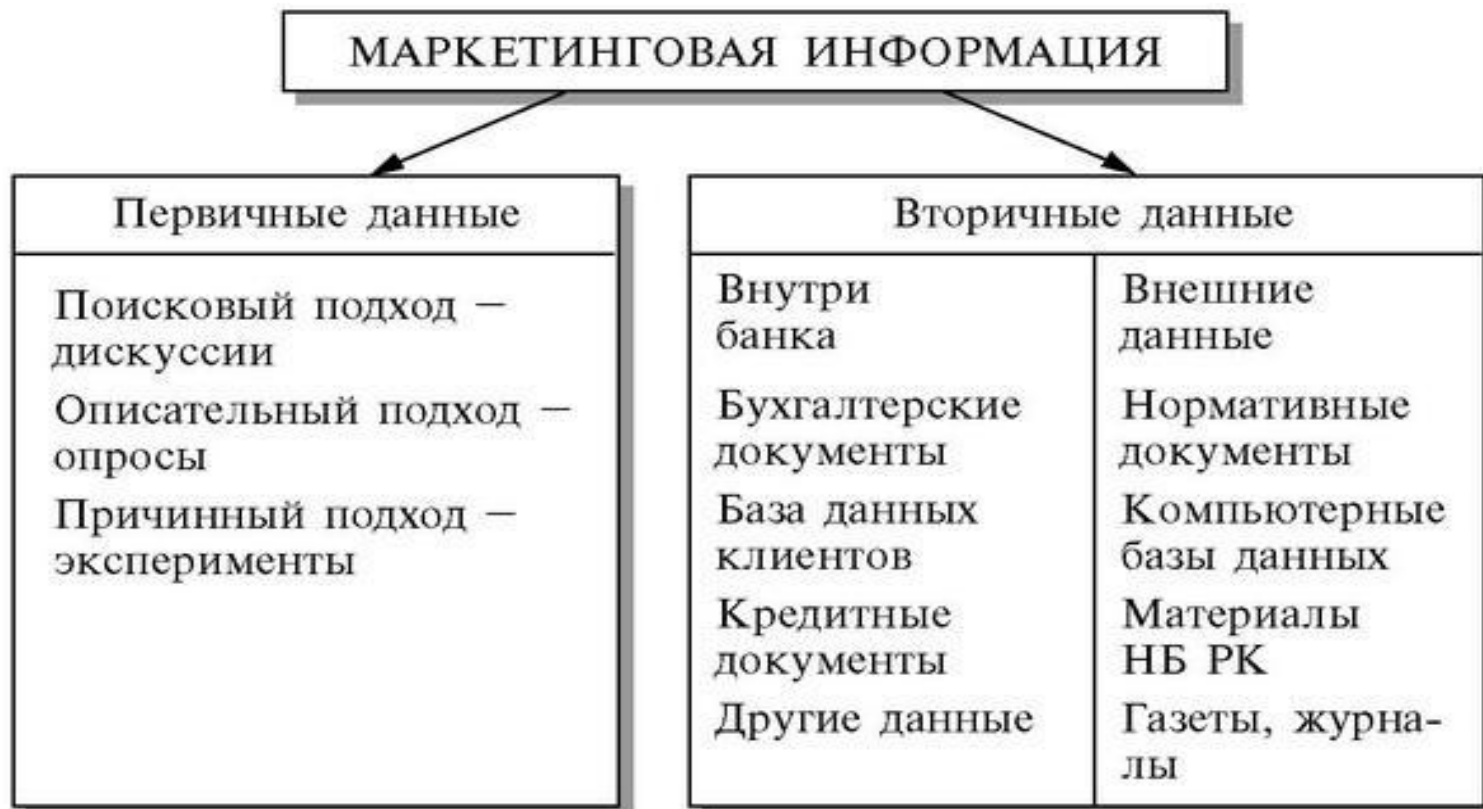 МАРКЕТИНГОВАЯ ИНФОРМАЦИЯ
Первичные данные
Поисковый подход —
дискуссии
Описательный подход —
опросы
Причинный подход —
эксперименты
Вторичные данные
Внутри
банка
Бухгалтерские
документы
База данных
клиентов
Кредитные
документы
Другие данные
Внешние
данные
Нормативные
документы
Компьютерные
базы данных
Материалы
НБ РК
Газеты, журна-
лы